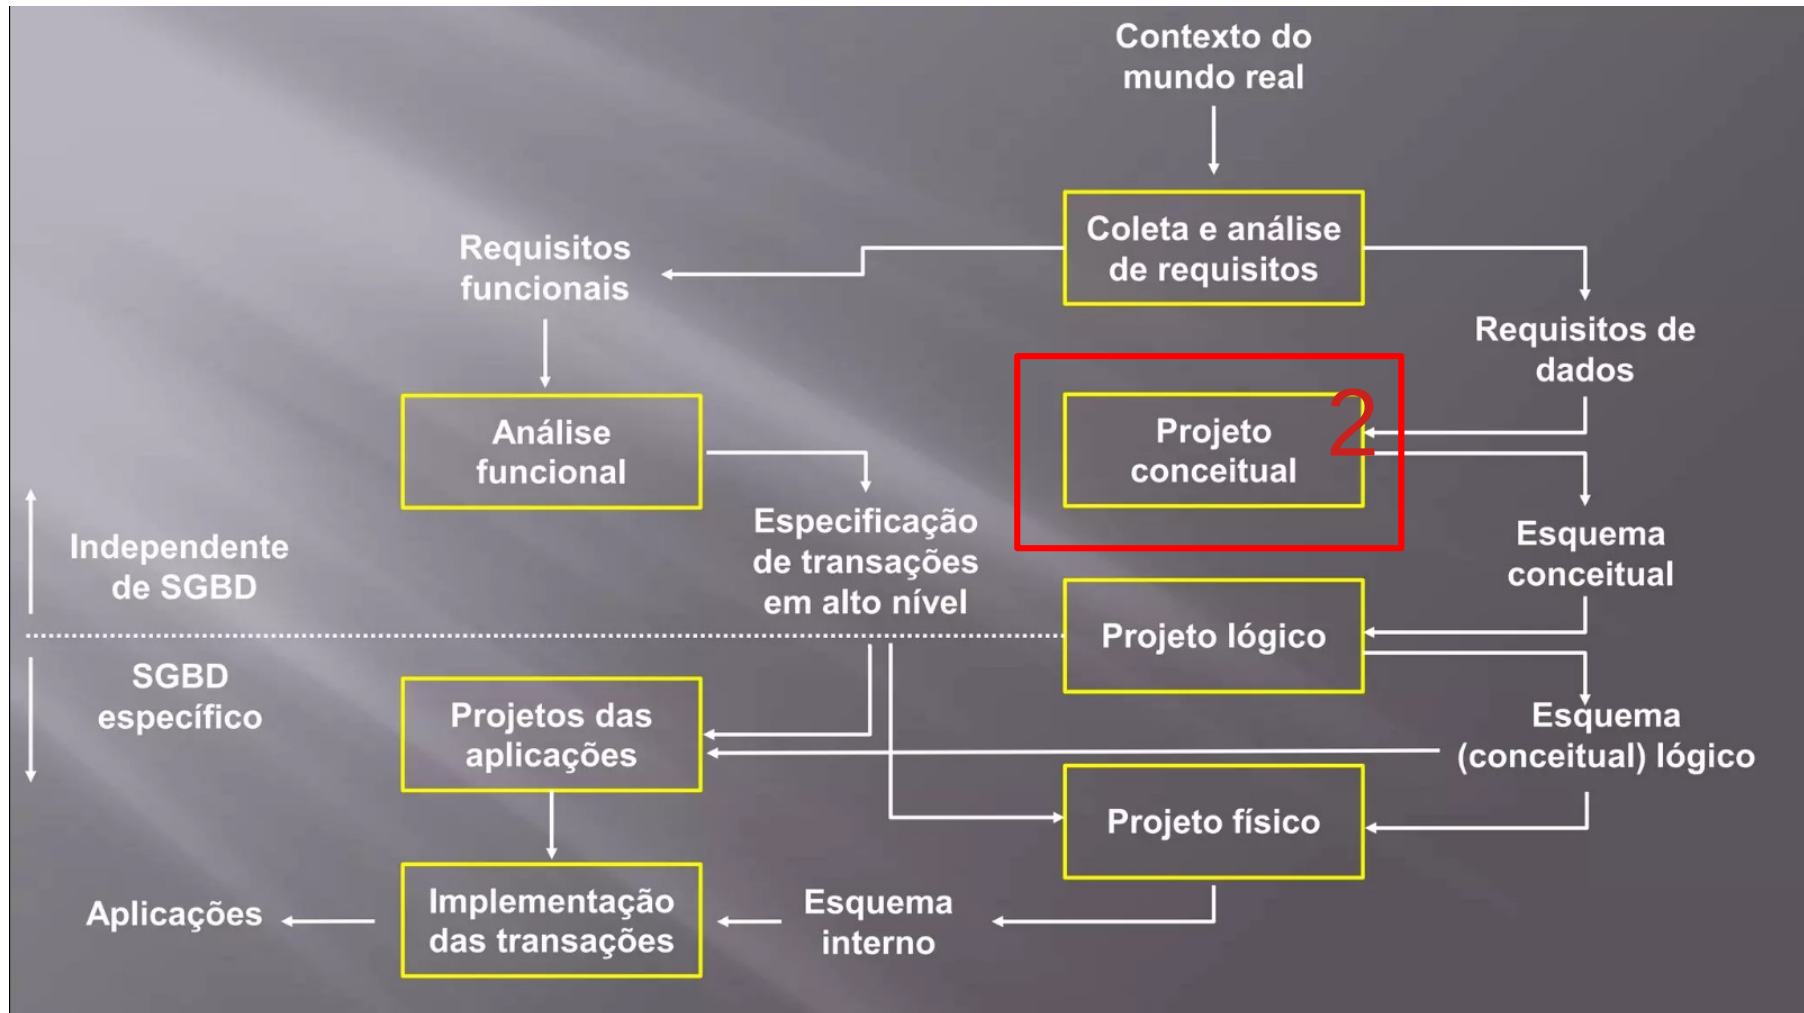 Contexto do
mundo real
Coleta e análise
de requisitos
Requisitos
funcionais
Requisitos de
dados
Análise
funcional
Projeto
conceitual
2
Especificação
de transações
em alto nível
Esquema
conceitual
Independente
de SGBD
Projeto lógico
SGBD
específico
Projetos das
aplicações
Esquema
(conceitual) lógico
Projeto físico
Aplicações
Implementação
das transações
Esquema
interno